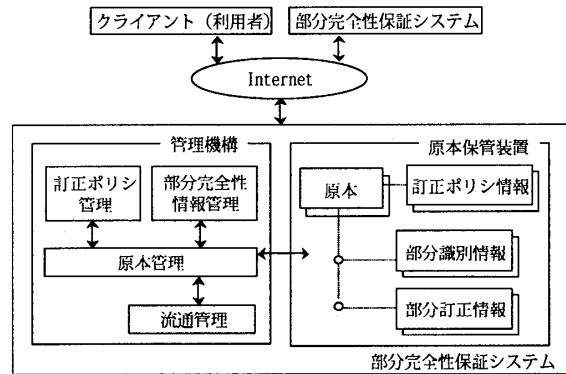 クライアント（利用者）
部分完全性保証システム
Internet
管理機構
原本保管装置
訂正ポリシ
管理
部分完全性
情報管理
原本
訂正ポリシ情報
原本管理
部分識別情報
流通管理
部分訂正情報
部分完全性保証システム